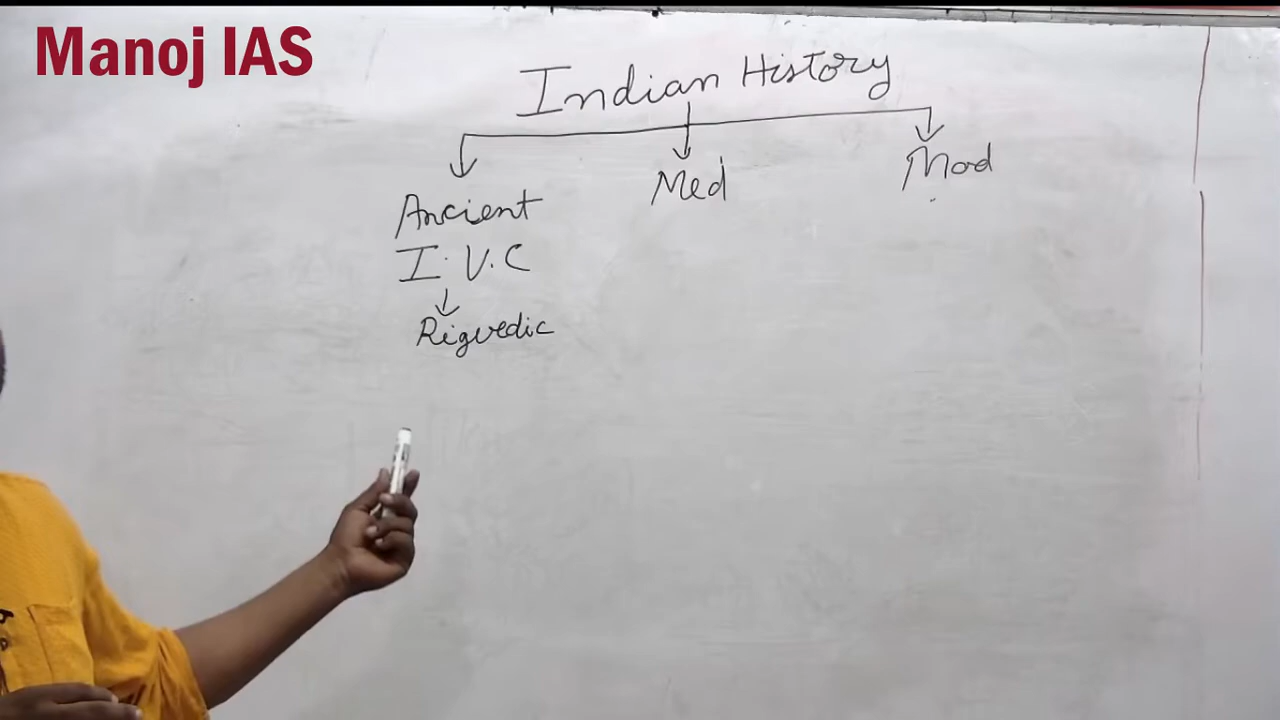 Manoj IAS
Indian History
Ancient Med Mod
I.V.C
Rigvedic